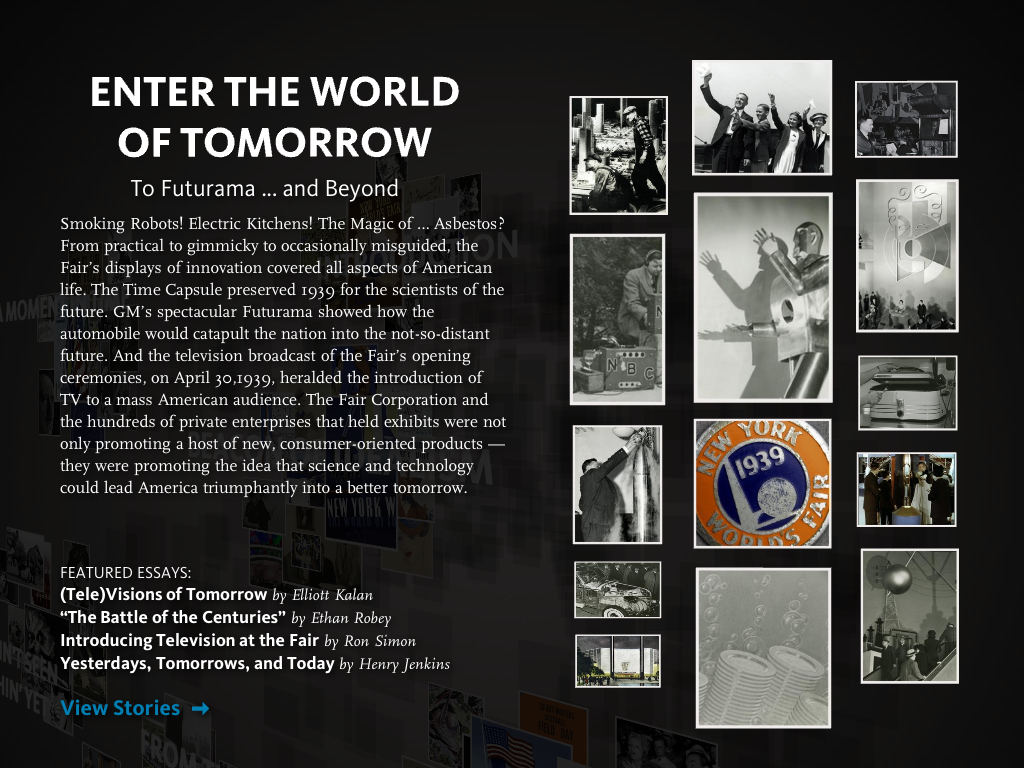 ENTER THE WORLD
OF TOMORROW
To Futurama ... and Beyond
Smoking Robots! Electric Kitchens! The Magic of ... Asbestos?
From practical to gimmicky to occasionally misguided, the
Fair’s displays of innovation covered all aspects of American
life. The Time Capsule preserved 1939 for the scientists of the
future. GM’s spectacular Futurama showed how the
automobile would catapult the nation into the not-so-distant
future. And the television broadcast of the Fair’s opening
ceremonies, on April 30,1939, heralded the introduction of
TV to a mass American audience. The Fair Corporation and
the hundreds of private enterprises that held exhibits were not
only promoting a host of new, consumer-oriented products —
they were promoting the idea that science and technology
could lead America triumphantly into a better tomorrow.
FEATURED ESSAYS:
(Tele)Visions of Tomorrow by Elliott Kalan
“The Battle of the Centuries” by Ethan Robey
Introducing Television at the Fair by Ron Simon
Yesterdays, Tomorrows, and Today by Henry Jenkins
View Stories
NBC
NEW YORK
1939
WORLD'S FAIR
A MOMEN
NEW YORK W
FROM